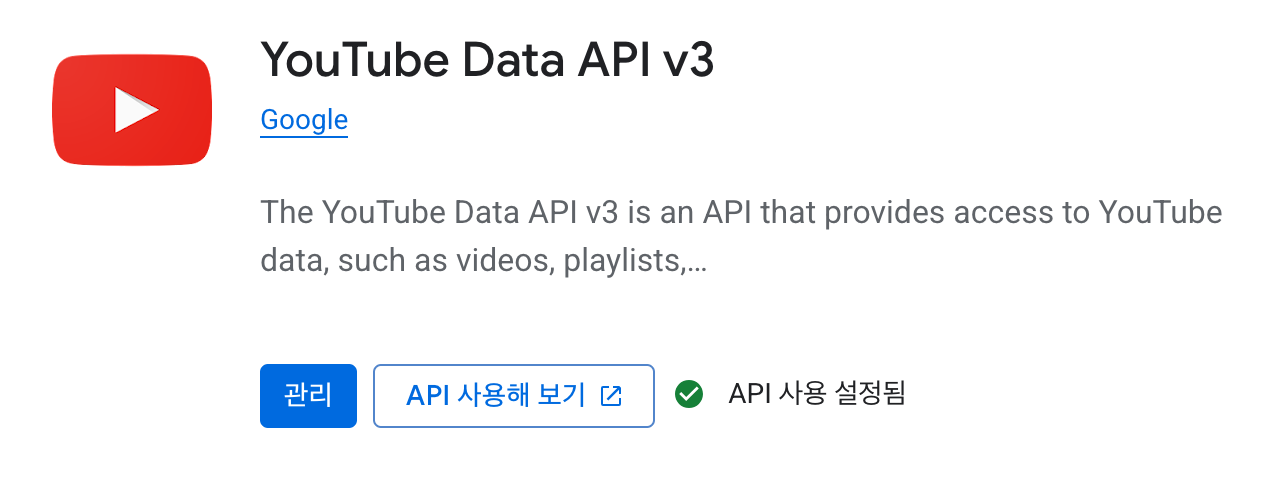 YouTube Data API v3
Google
The YouTube Data API v3 is an API that provides access to YouTube
data, such as videos, playlists,...
관리 API 사용해 보기 API 사용 설정됨